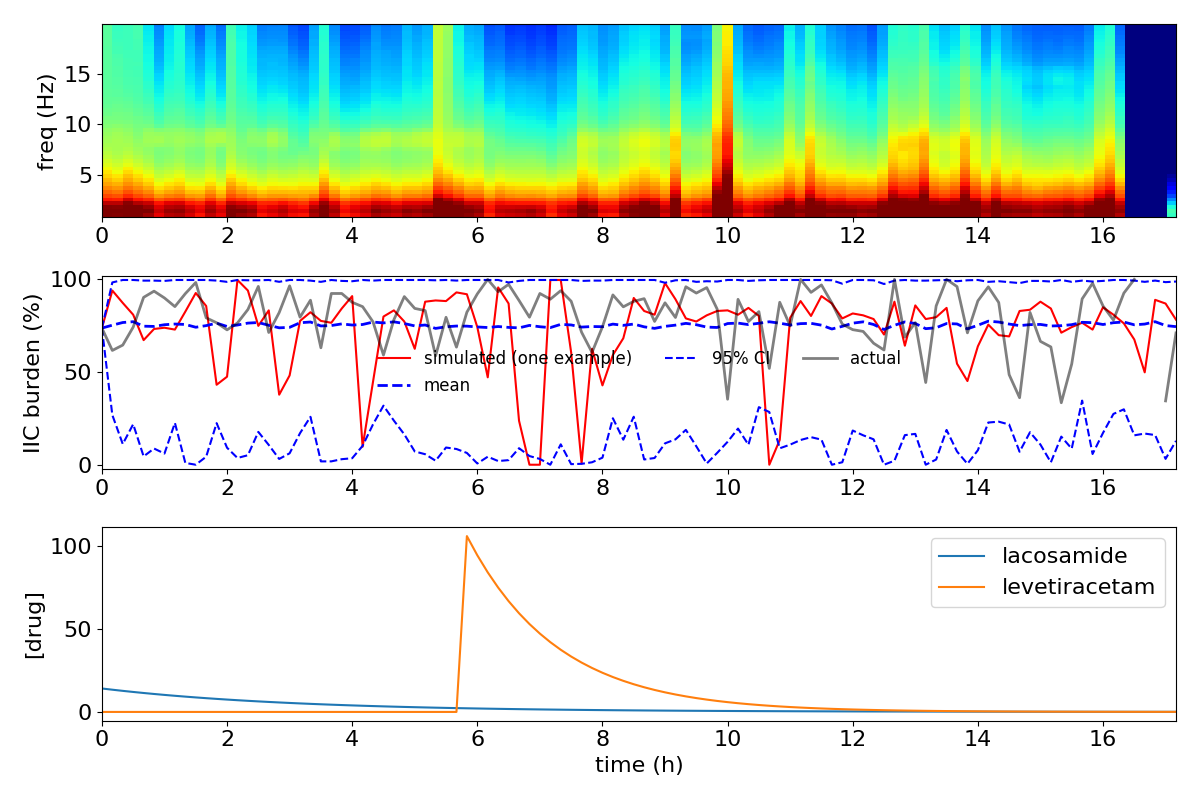 freq (Hz)
15
10
5
0 2 4 6 8 10 12 14 16
IIC burden (%)
100
50
0
simulated (one example) 95% CI actual
mean
0 2 4 6 8 10 12 14 16
[drug]
100
50
0
lacosamide
levetiracetam
0 2 4 6 8 10 12 14 16
time (h)